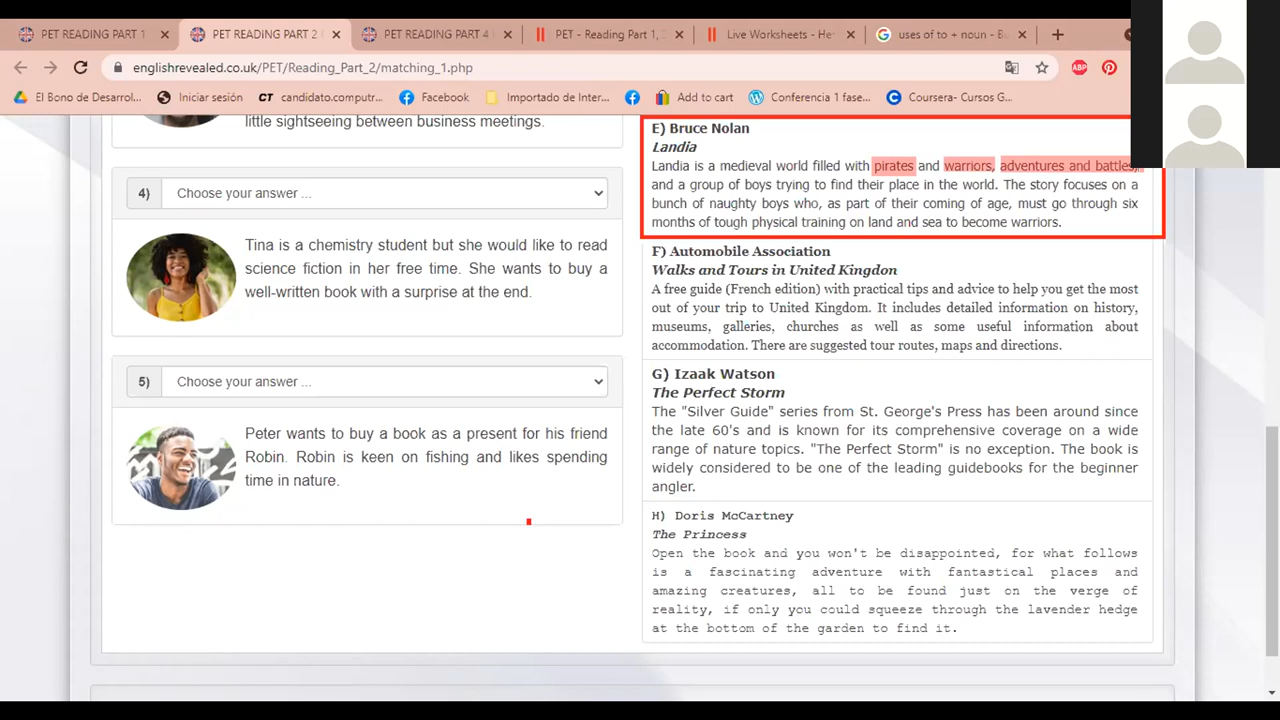 PET READING PART 1
PET READING PART 2
PET READING PART 4
PET - Reading Part 1, 2
Live Worksheets - He
uses of to + noun - Bu
englishrevealed.co.uk/PET/Reading_Part_2/matching_1.php
ABP
El Bono de Desarrol...
Iniciar sesión
CT candidato.computr...
Facebook
Importado de Inter...
Add to cart
Conferencia 1 fase...
Coursera- Cursos G...
little sightseeing between business meetings.
4) Choose your answer ...
Tina is a chemistry student but she would like to read
science fiction in her free time. She wants to buy a
well-written book with a surprise at the end.
5) Choose your answer ...
Peter wants to buy a book as a present for his friend
Robin. Robin is keen on fishing and likes spending
time in nature.
E) Bruce Nolan
Landia
Landia is a medieval world filled with pirates and warriors, adventures and battles,
and a group of boys trying to find their place in the world. The story focuses on a
bunch of naughty boys who, as part of their coming of age, must go through six
months of tough physical training on land and sea to become warriors.
F) Automobile Association
Walks and Tours in United Kingdon
A free guide (French edition) with practical tips and advice to help you get the most
out of your trip to United Kingdom. It includes detailed information on history,
museums, galleries, churches as well as some useful information about
accommodation. There are suggested tour routes, maps and directions.
G) Izaak Watson
The Perfect Storm
The "Silver Guide" series from St. George's Press has been around since
the late 60's and is known for its comprehensive coverage on a wide
range of nature topics. "The Perfect Storm" is no exception. The book is
widely considered to be one of the leading guidebooks for the beginner
angler.
H) Doris McCartney
The Princess
Open the book and you won't be disappointed, for what follows
is a fascinating adventure with fantastical places and
amazing creatures, all to be found just on the verge of
reality, if only you could squeeze through the lavender hedge
at the bottom of the garden to find it.